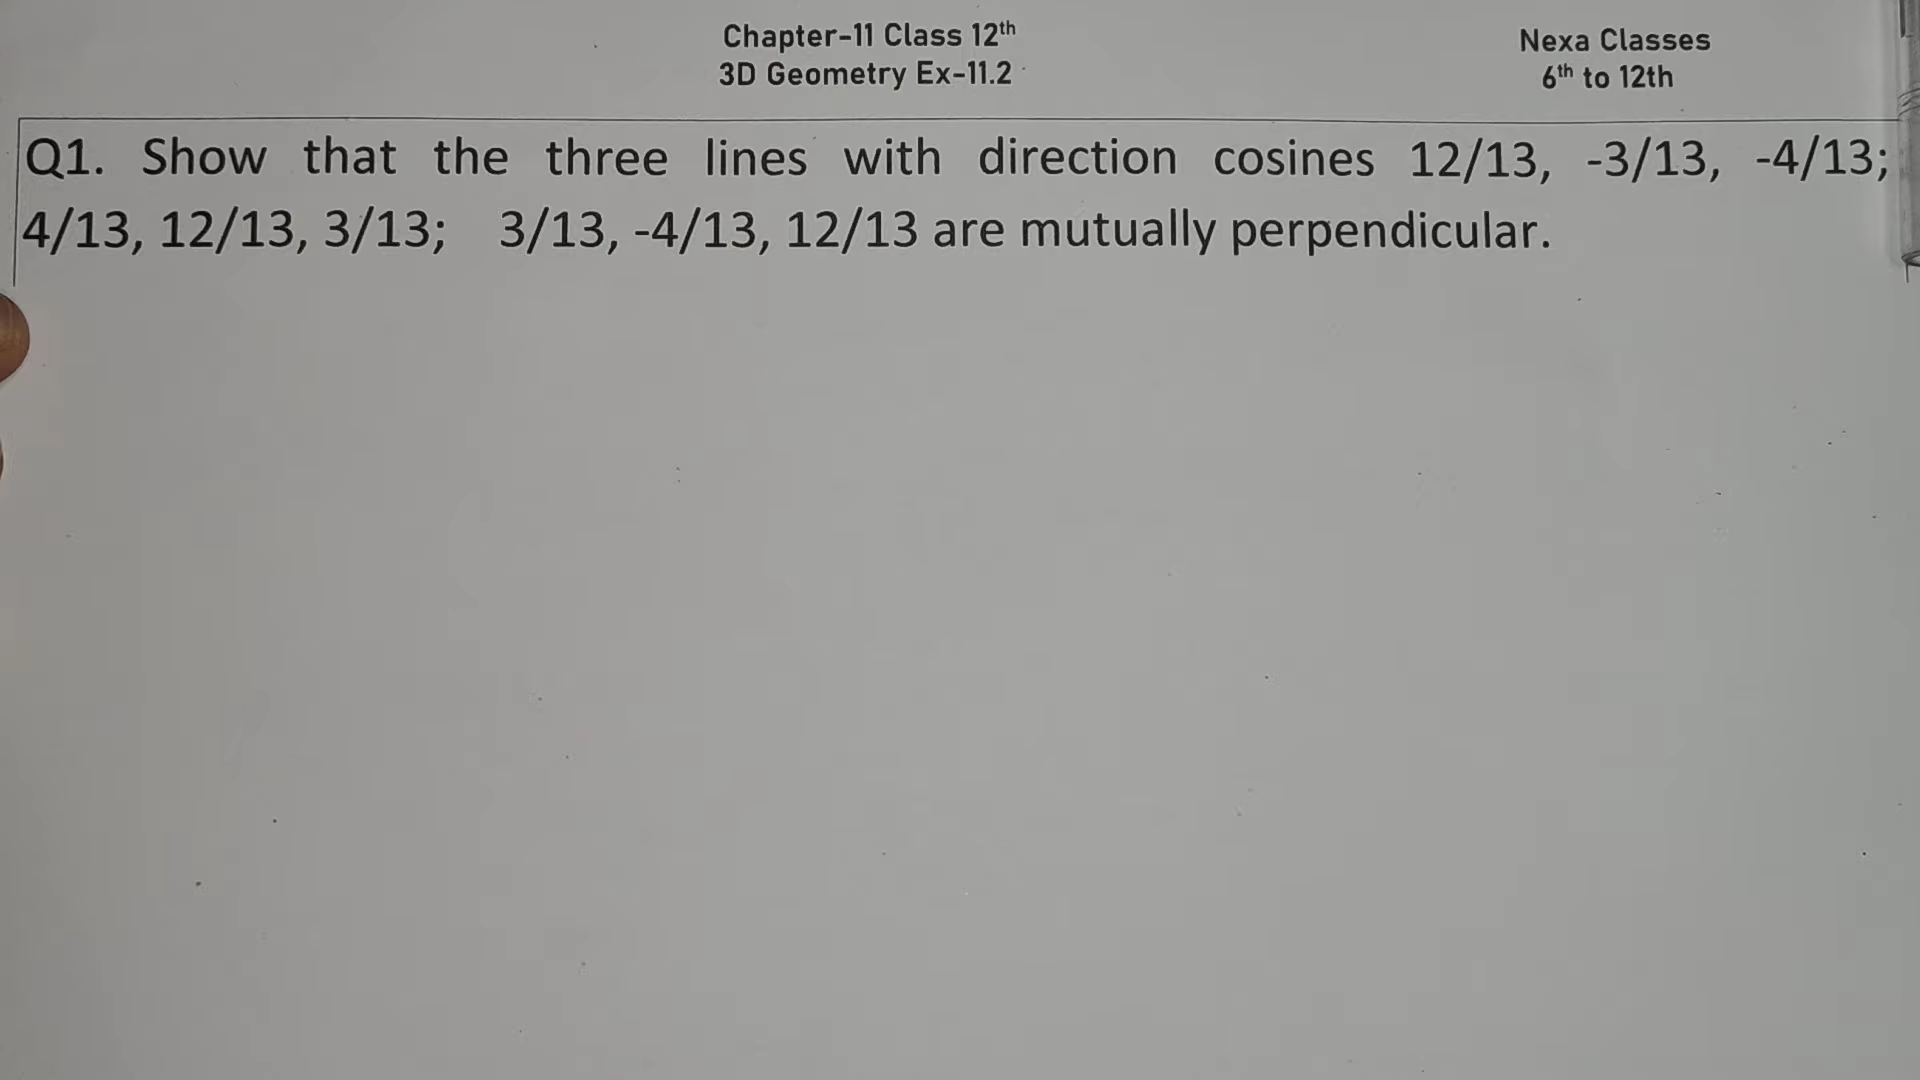 Chapter-11 Class 12th
3D Geometry Ex-11.2
Nexa Classes
6th to 12th
Q1. Show that the three lines with direction cosines 12/13, -3/13, -4/13;
4/13, 12/13, 3/13; 3/13, -4/13, 12/13 are mutually perpendicular.